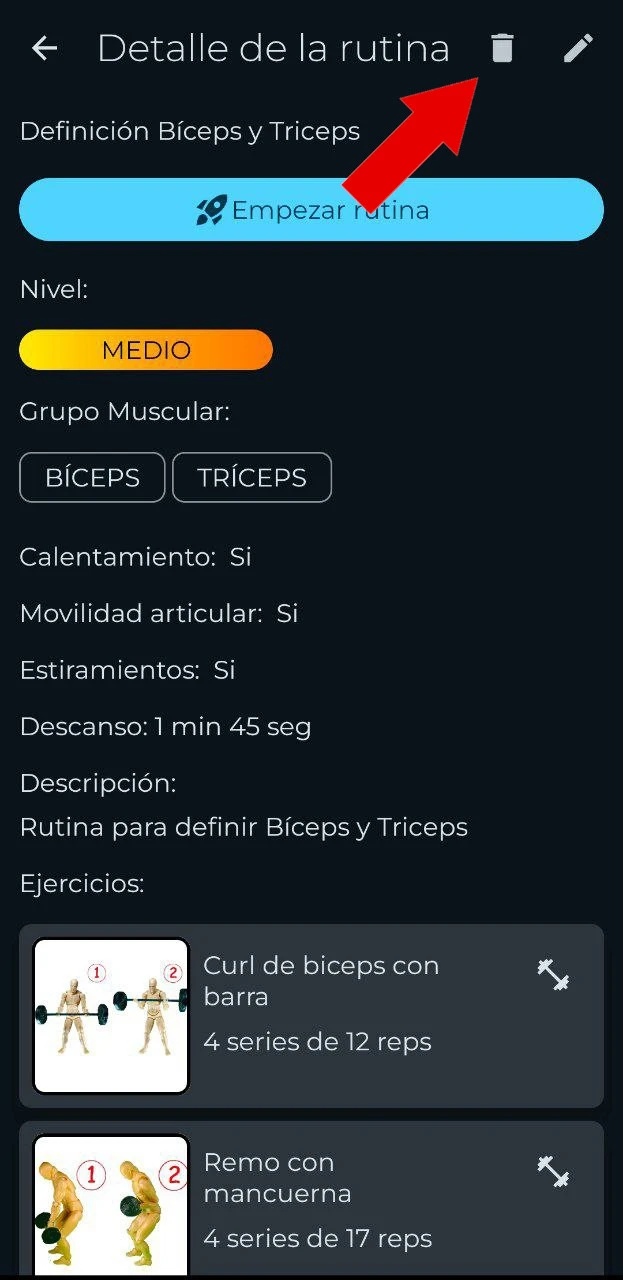 Detalle de la rutina
Definición Bíceps y Triceps
Empezar rutina
Nivel:
MEDIO
Grupo Muscular:
BÍCEPS TRÍCEPS
Calentamiento: Si
Movilidad articular: Si
Estiramientos: Si
Descanso: 1 min 45 seg
Descripción:
Rutina para definir Bíceps y Triceps
Ejercicios:
1 2
Curl de biceps con
barra
4 series de 12 reps
1 2
Remo con
mancuerna
4 series de 17 reps